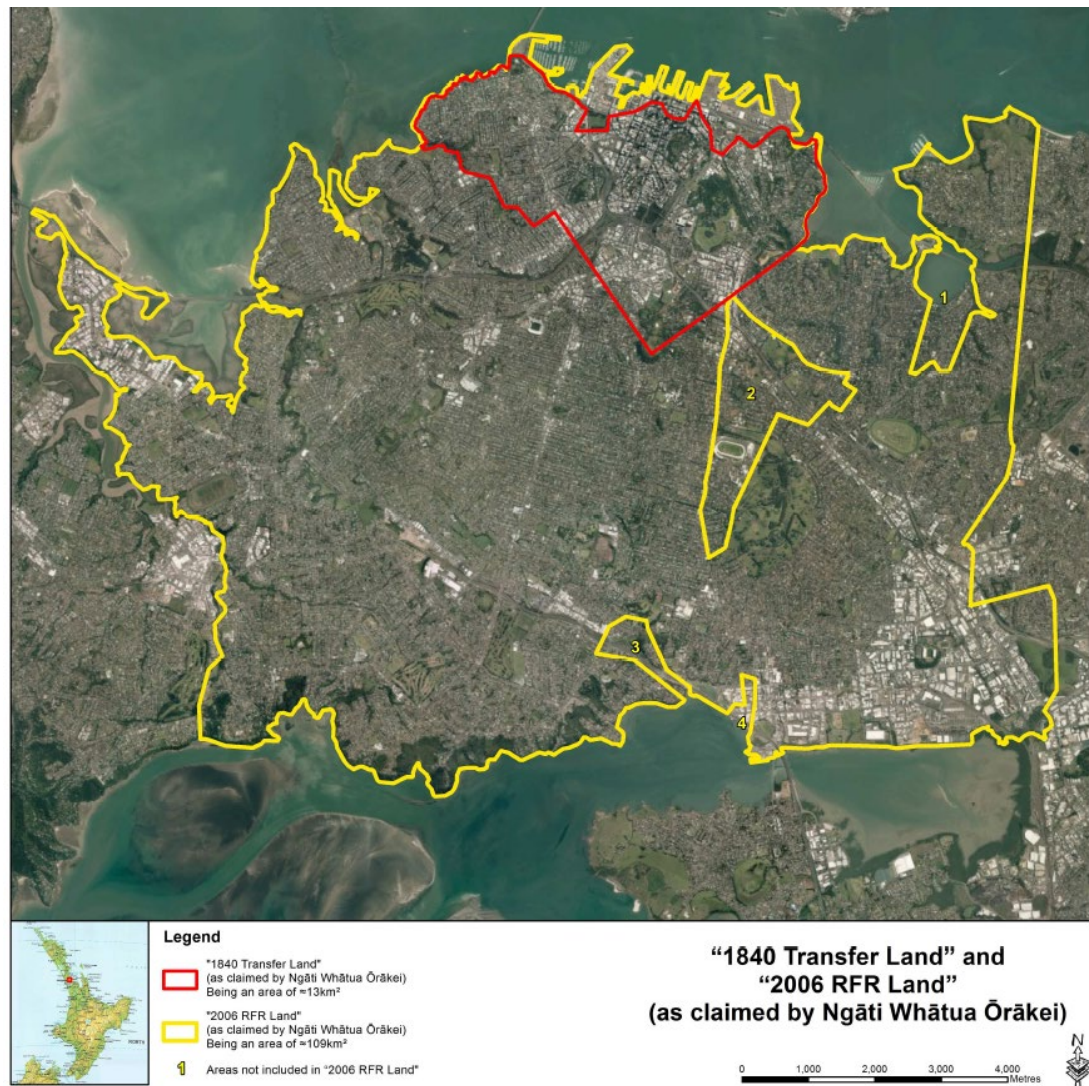 1
2
3
4
Legend
"1840 Transfer Land"
(as claimed by Ngāti Whātua Ōrākei)
Being an area of ≈13km²
"2006 RFR Land"
(as claimed by Ngāti Whātua Ōrākei)
Being an area of ≈109km²
1 Areas not included in "2006 RFR Land"
“1840 Transfer Land” and
“2006 RFR Land”
(as claimed by Ngāti Whātua Ōrākei)
N
0 1,000 2,000 3,000 4,000
Metres